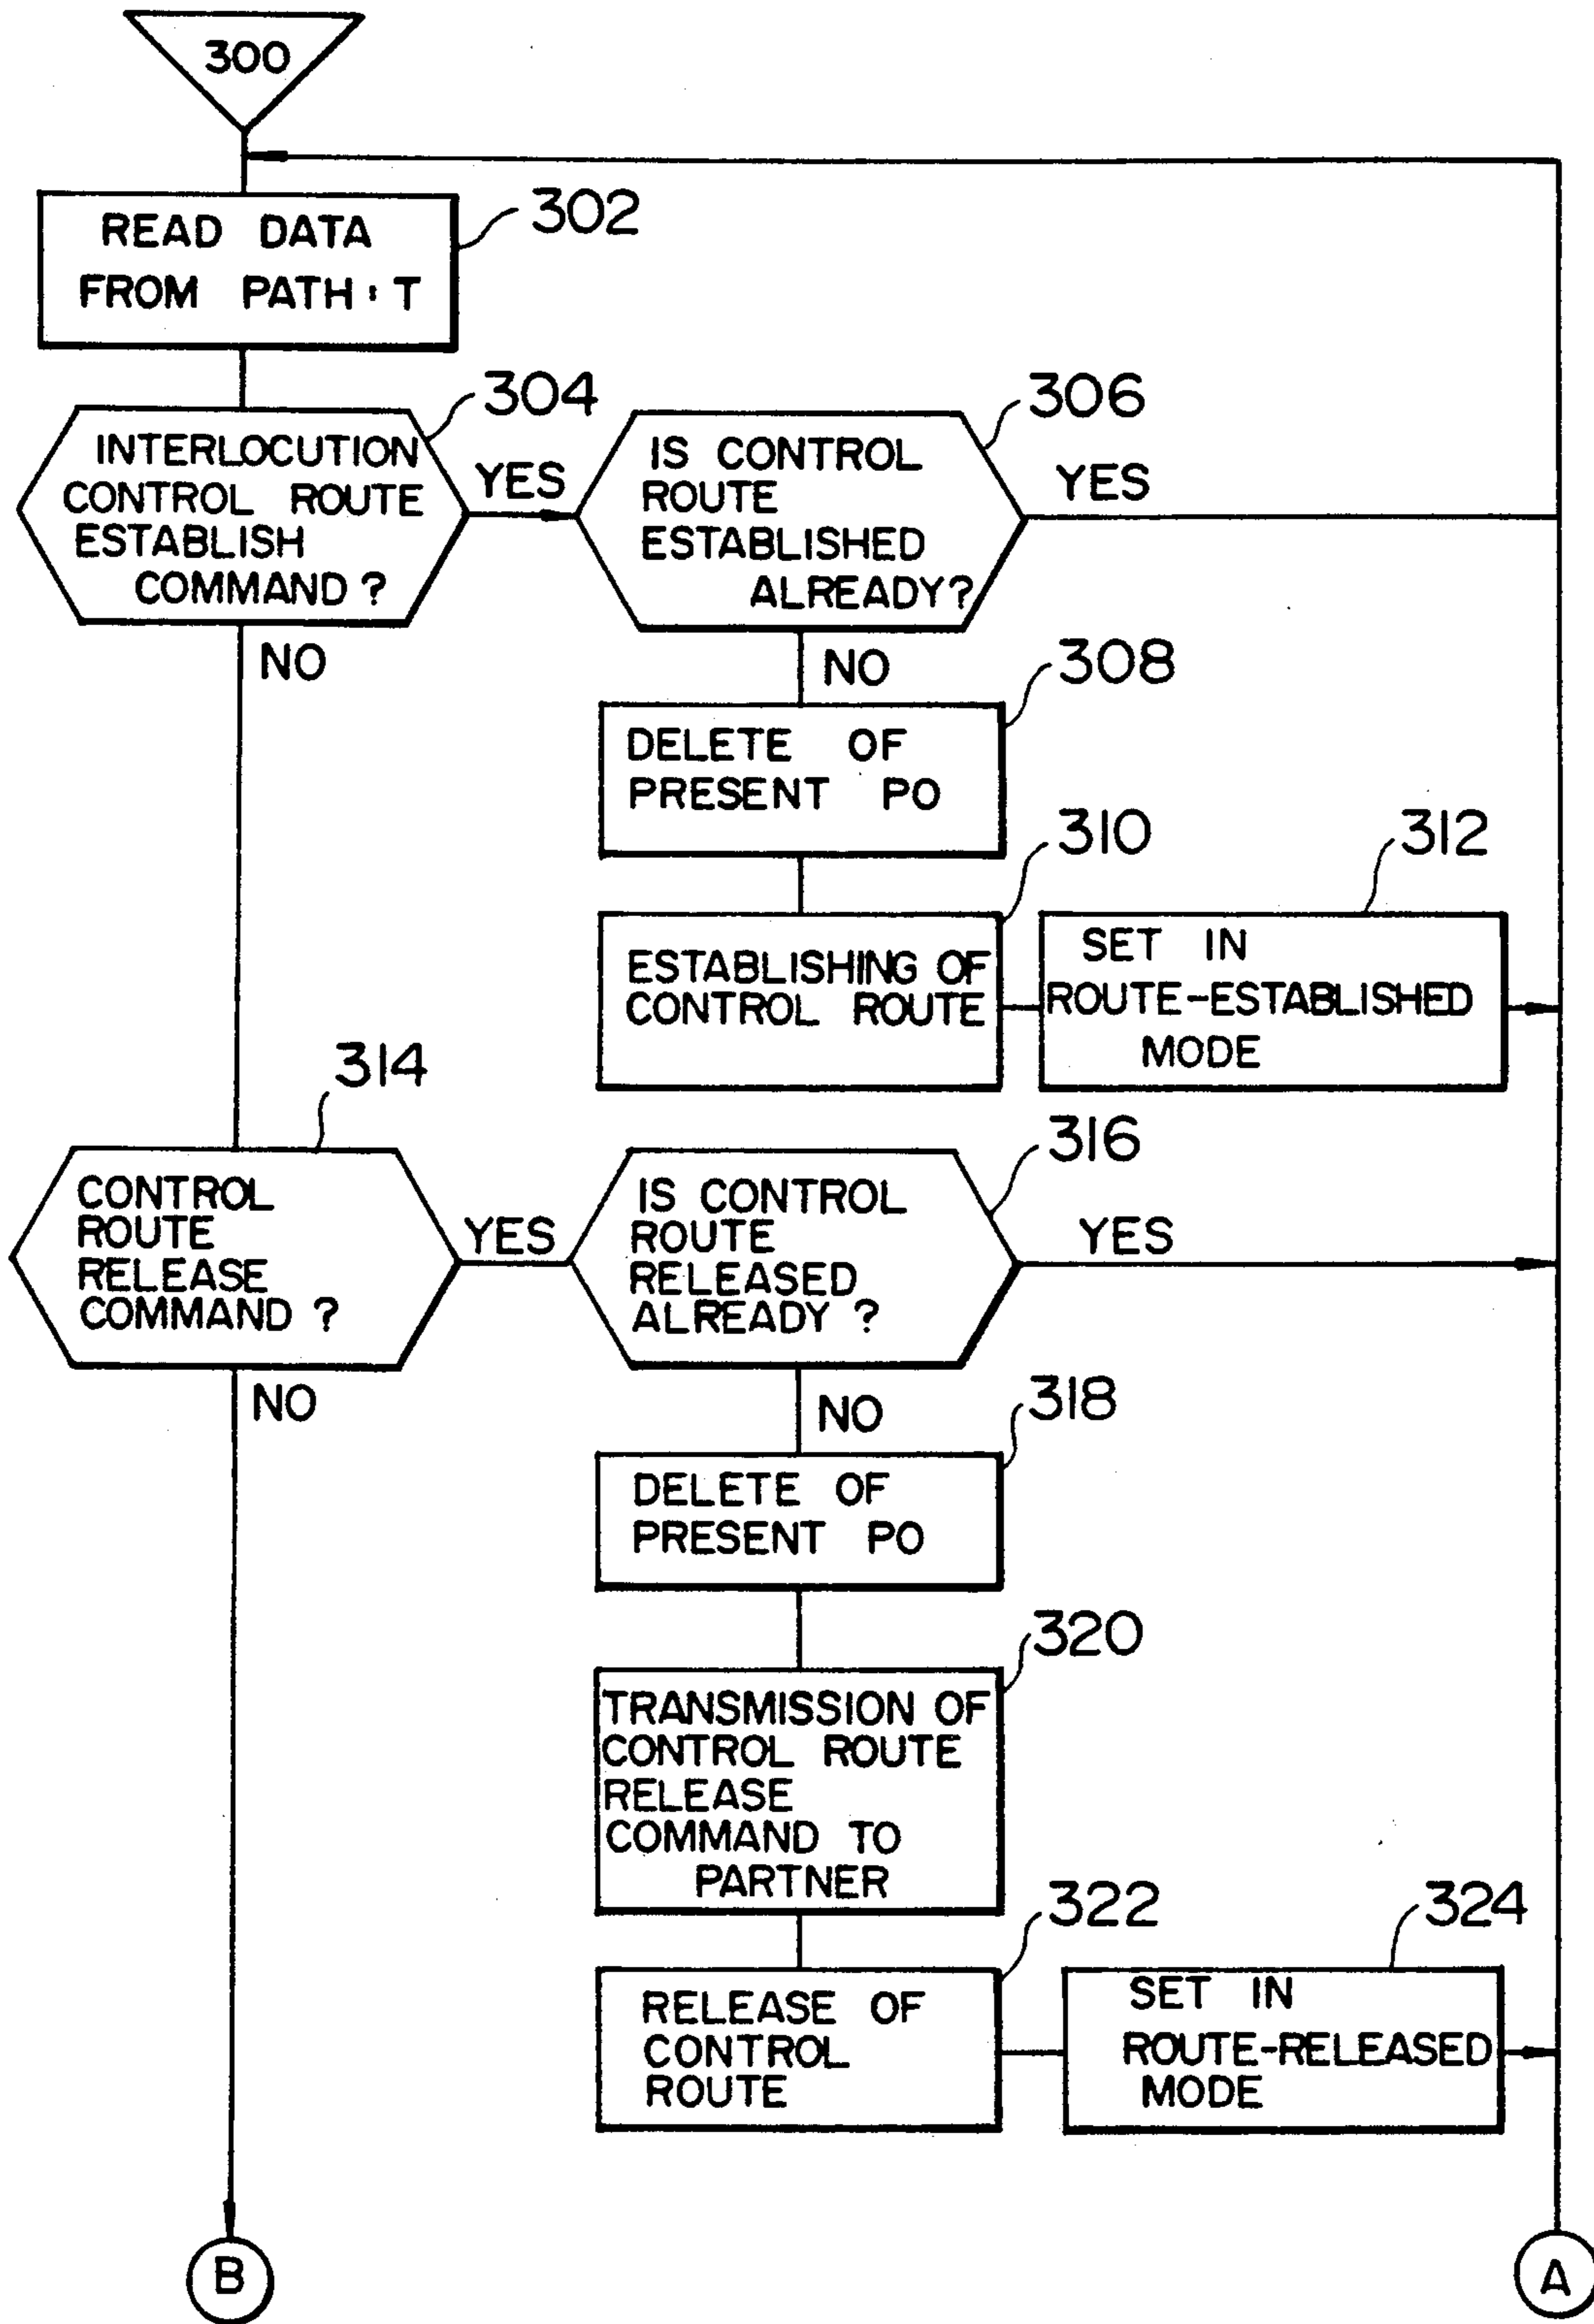 300
READ DATA
FROM PATH: T
302
INTERLOCUTION
CONTROL ROUTE
ESTABLISH
COMMAND ?
304
YES
NO
IS CONTROL
ROUTE
ESTABLISHED
ALREADY?
306
YES
NO
DELETE OF
PRESENT PO
308
ESTABLISHING OF
CONTROL ROUTE
310
SET IN
ROUTE-ESTABLISHED
MODE
312
CONTROL
ROUTE
RELEASE
COMMAND ?
314
YES
NO
IS CONTROL
ROUTE
RELEASED
ALREADY ?
316
YES
NO
DELETE OF
PRESENT PO
318
TRANSMISSION OF
CONTROL ROUTE
RELEASE
COMMAND TO
PARTNER
320
RELEASE OF
CONTROL
ROUTE
322
SET IN
ROUTE-RELEASED
MODE
324
B
A